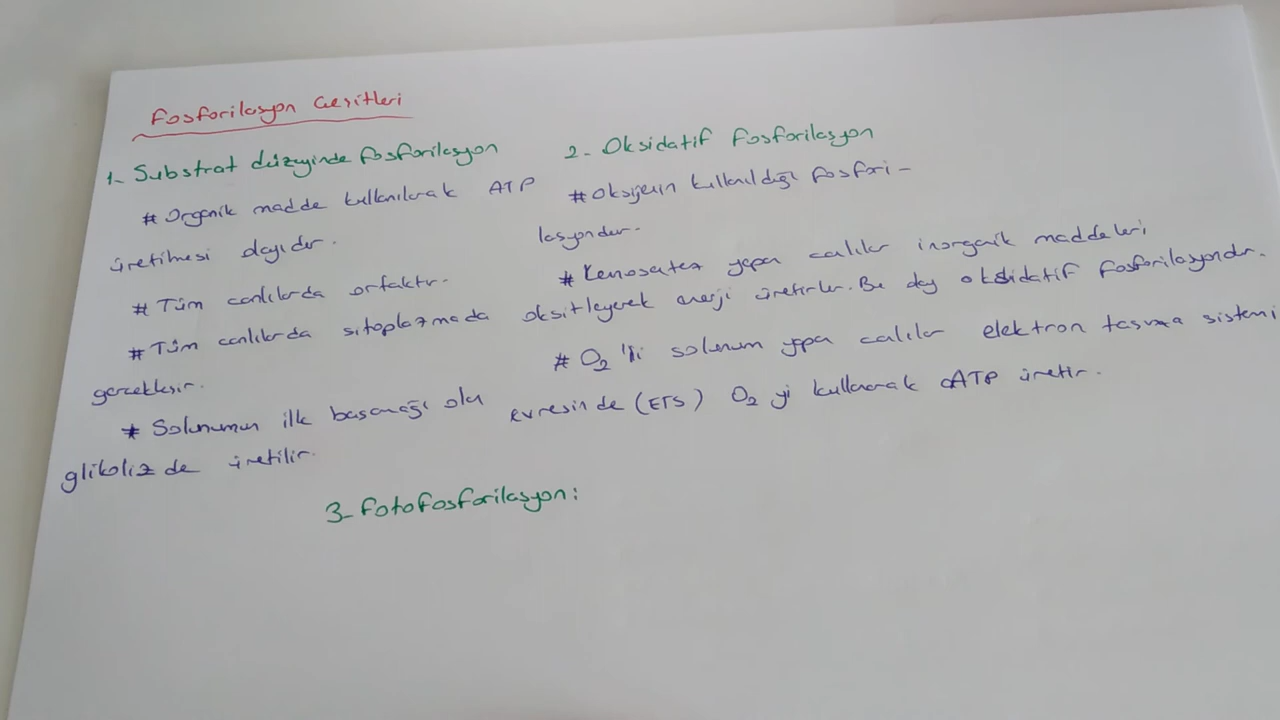 Fosforilasyon Çeşitleri
1- Substrat düzeyinde fosforilasyon
# Organik madde kullanılarak ATP
üretilmesi olayıdır.
# Tüm canlılarda ortaktır.
# Tüm canlılarda sitoplazmada
gerçekleşir.
* Solunumun ilk basamağı olan
glikoliz de üretilir.
2- Oksidatif Fosforilasyon
# Oksijenin kullanıldığı fosfori-
lasyondur.
# Kemosentez yapan canlılar inorganik maddeleri
oksitleyerek enerji üretirler. Bu olay oksidatif fosforilasyondur.
# O2 'li solunum yapan canlılar elektron taşıma sistemi
evresinde (ETS) O2 yi kullanarak ATP üretir.
3- Fotofosforilasyon: